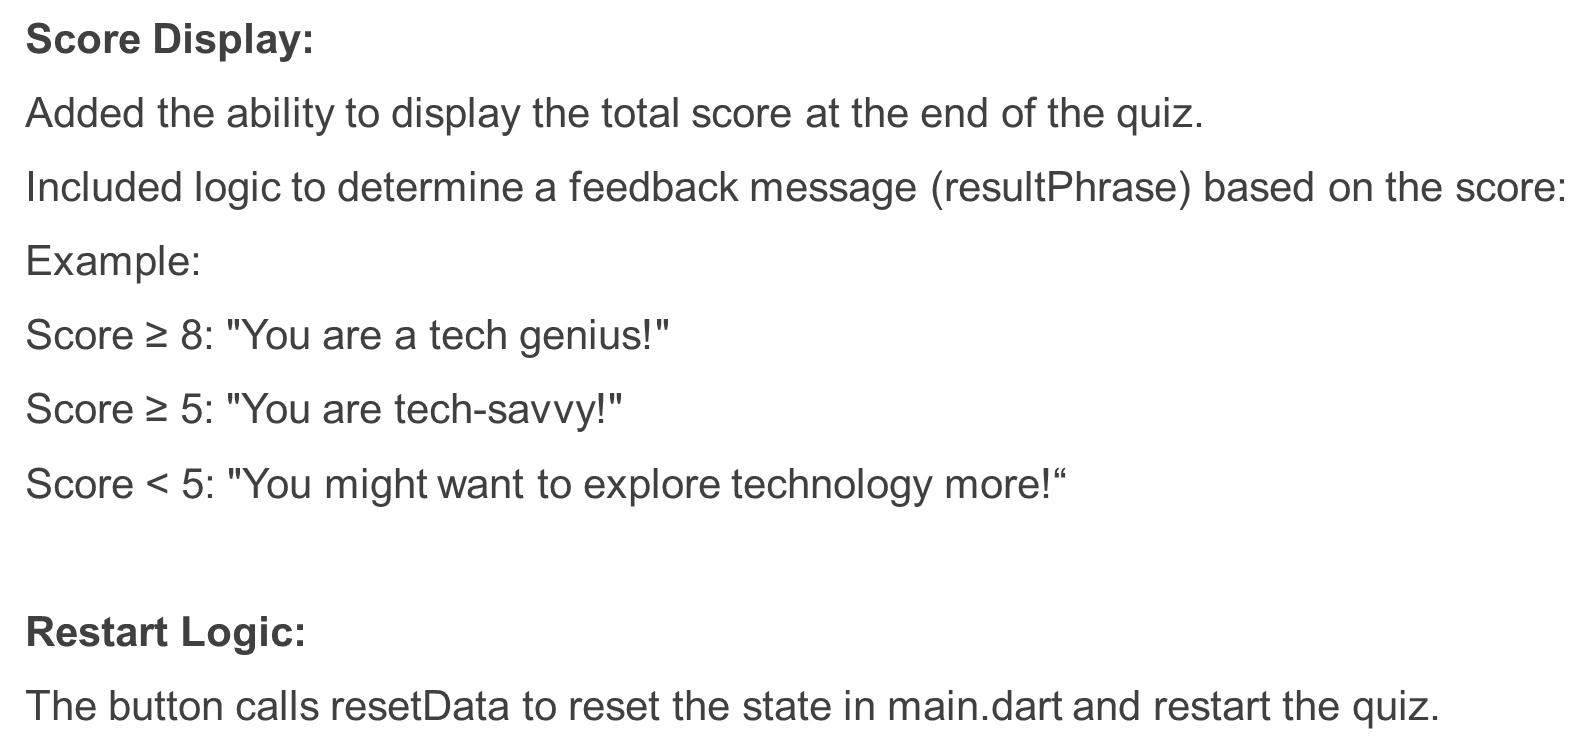 Score Display:
Added the ability to display the total score at the end of the quiz.
Included logic to determine a feedback message (resultPhrase) based on the score:
Example:
Score ≥ 8: "You are a tech genius!"
Score ≥ 5: "You are tech-savvy!"
Score < 5: "You might want to explore technology more!“
Restart Logic:
The button calls resetData to reset the state in main.dart and restart the quiz.